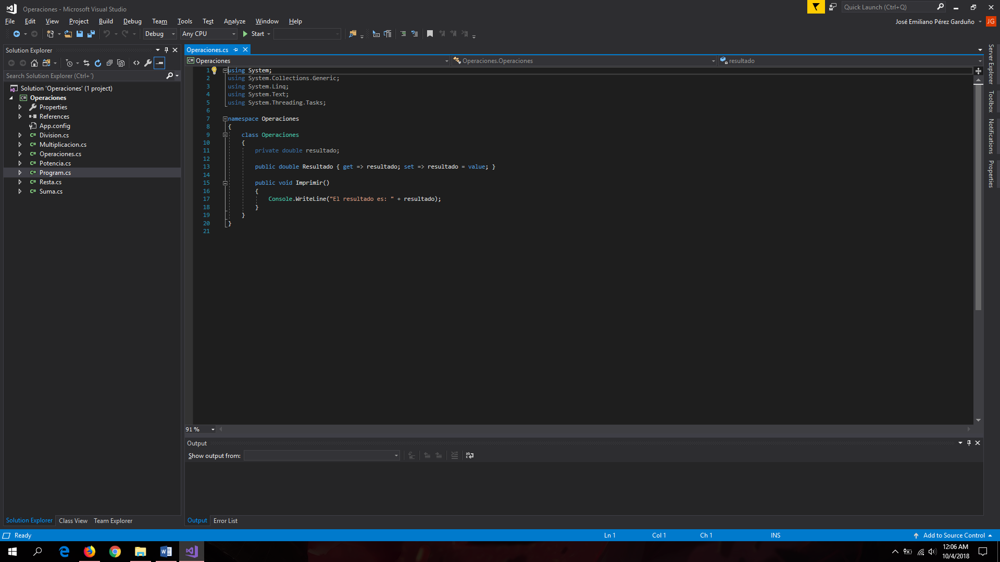 Operaciones - Microsoft Visual Studio
Quick Launch (Ctrl+Q)
File Edit View Project Build Debug Team Tools Test Analyze Window Help
José Emiliano Pérez Garduño JG
Debug Any CPU Start
Solution Explorer
Search Solution Explorer (Ctrl+´)
Solution 'Operaciones' (1 project)
C# Operaciones
Properties
References
App.config
C# Division.cs
C# Multiplicacion.cs
C# Operaciones.cs
C# Potencia.cs
C# Program.cs
C# Resta.cs
C# Suma.cs
Solution Explorer Class View Team Explorer
Operaciones.cs
C# Operaciones Operaciones.Operaciones resultado
1 using System;
2 using System.Collections.Generic;
3 using System.Linq;
4 using System.Text;
5 using System.Threading.Tasks;
6
7 namespace Operaciones
8 {
9 class Operaciones
10 {
11 private double resultado;
12
13 public double Resultado { get => resultado; set => resultado = value; }
14
15 public void Imprimir()
16 {
17 Console.WriteLine("El resultado es: " + resultado);
18 }
19 }
20 }
21
91 %
Output
Show output from:
Output Error List
Server Explorer
Toolbox
Notifications
Properties
Ready Ln 1 Col 1 Ch 1 INS Add to Source Control
12:06 AM
10/4/2018